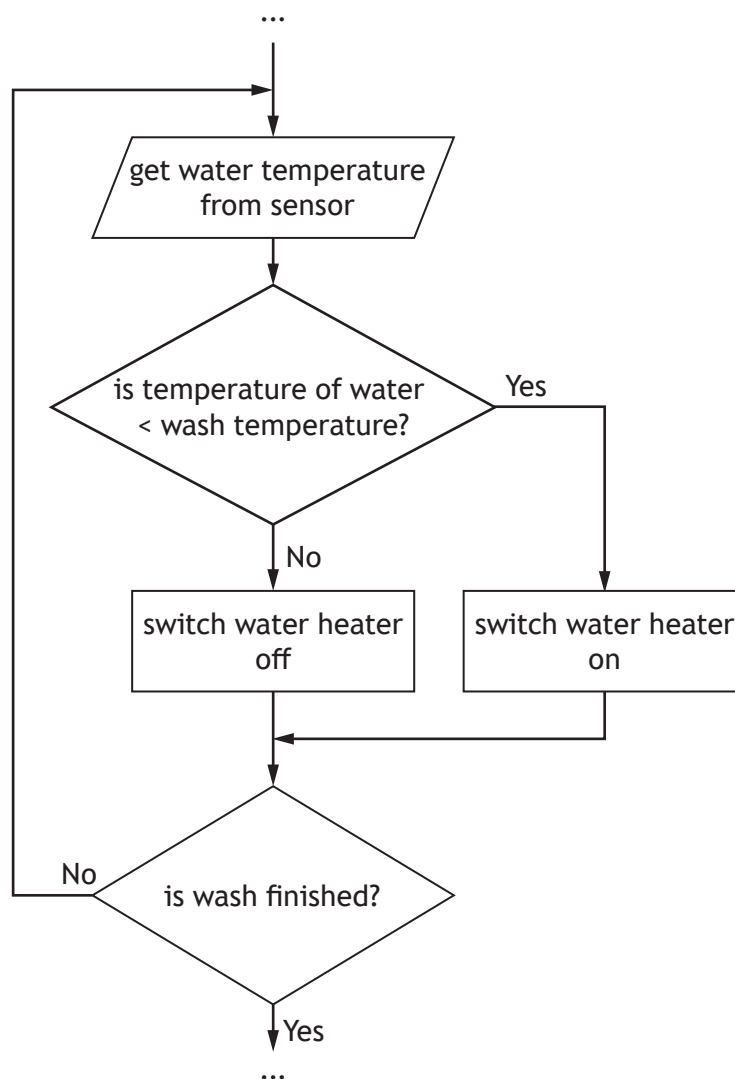 ...
get water temperature
from sensor
is temperature of water
< wash temperature?
Yes
No
switch water heater
off
switch water heater
on
is wash finished?
No
Yes
...